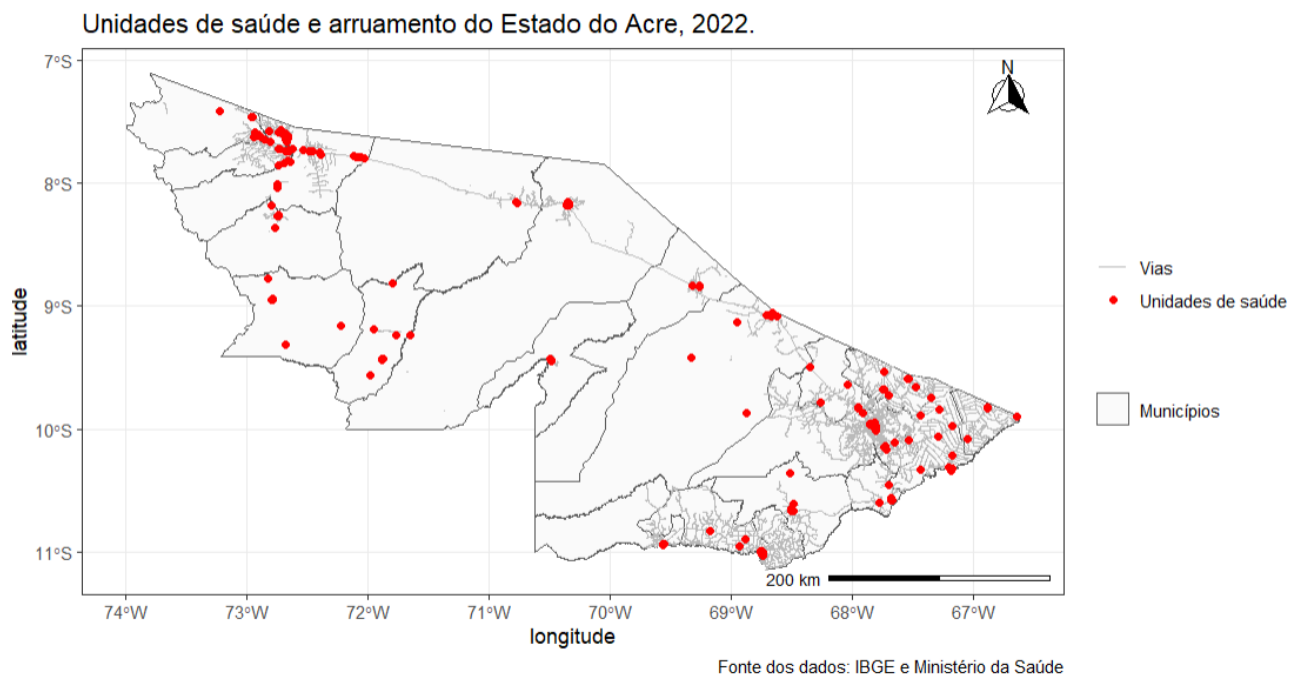 Unidades de saúde e arruamento do Estado do Acre, 2022.
N
7°S
8°S
9°S
10°S
11°S
latitude
200 km
74°W 73°W 72°W 71°W 70°W 69°W 68°W 67°W
longitude
Vias
Unidades de saúde
Municípios
Fonte dos dados: IBGE e Ministério da Saúde